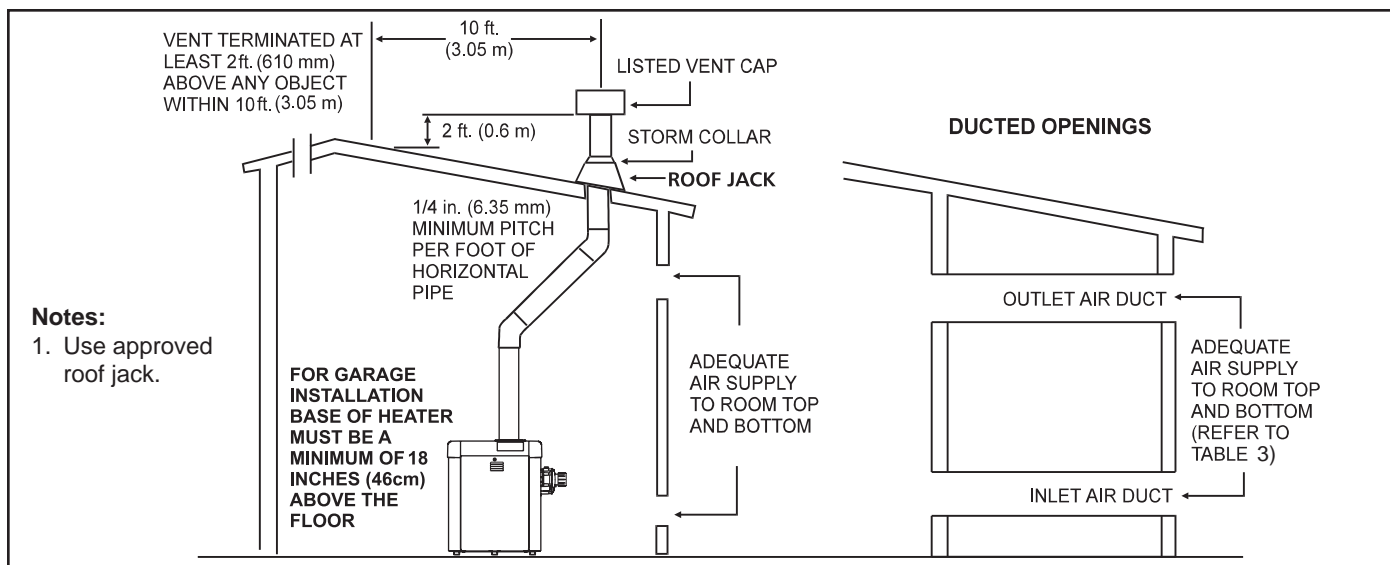 VENT TERMINATED AT
LEAST 2ft. (610 mm)
ABOVE ANY OBJECT
WITHIN 10ft. (3.05 m)
10 ft.
(3.05 m)
LISTED VENT CAP
2 ft. (0.6 m)
STORM COLLAR
ROOF JACK
1/4 in. (6.35 mm)
MINIMUM PITCH
PER FOOT OF
HORIZONTAL
PIPE
Notes:
1. Use approved
roof jack.
FOR GARAGE
INSTALLATION
BASE OF HEATER
MUST BE A
MINIMUM OF 18
INCHES (46cm)
ABOVE THE
FLOOR
ADEQUATE
AIR SUPPLY
TO ROOM TOP
AND BOTTOM
DUCTED OPENINGS
OUTLET AIR DUCT
ADEQUATE
AIR SUPPLY
TO ROOM TOP
AND BOTTOM
(REFER TO
TABLE 3)
INLET AIR DUCT